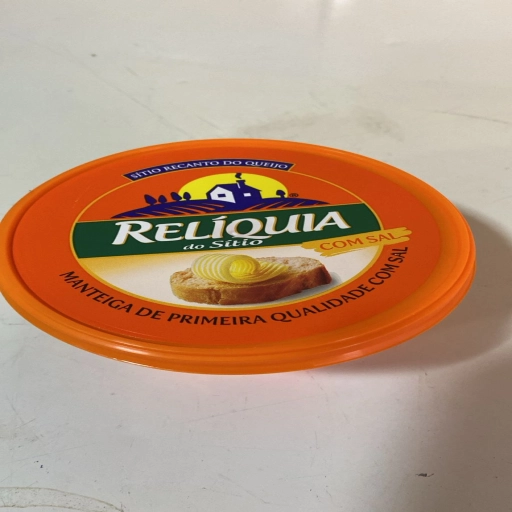 SÍTIO RECANTO DO QUEIJO
RELÍQUIA
do Sítio
COM SAL
MANTEIGA DE PRIMEIRA QUALIDADE COM SAL